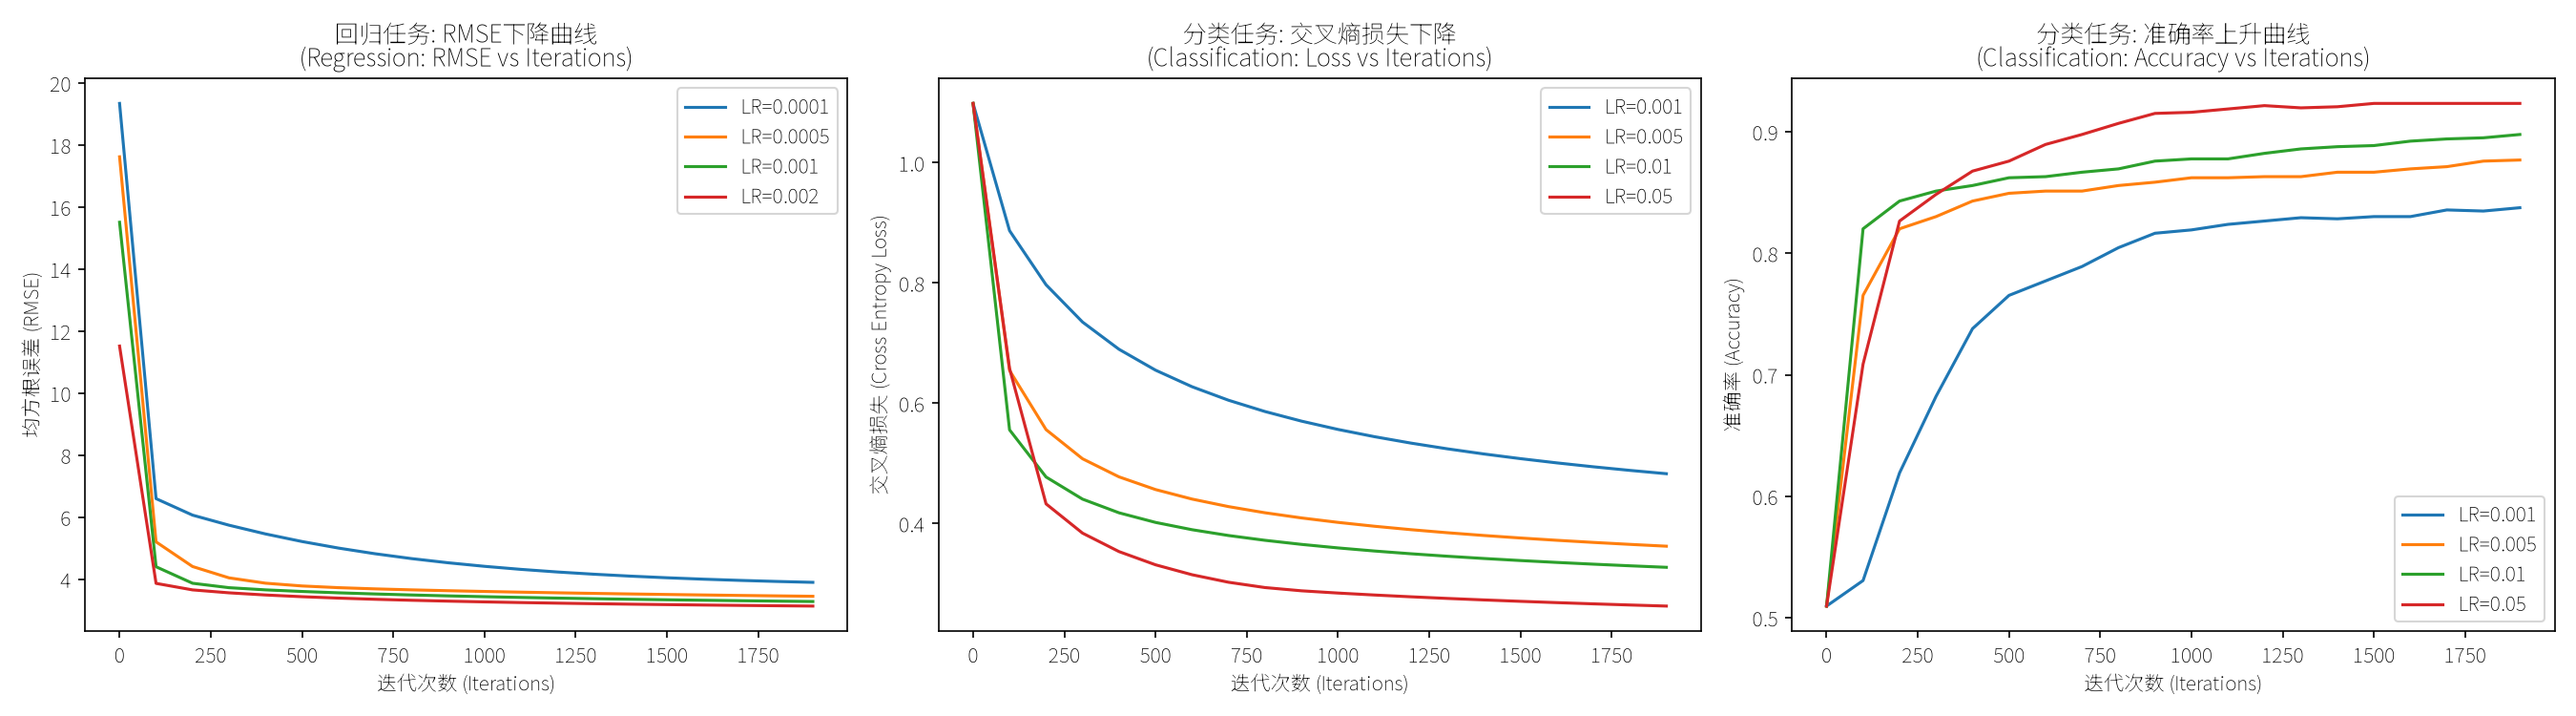 回归任务: RMSE下降曲线
(Regression: RMSE vs Iterations)
均方根误差 (RMSE)
20
18
16
14
12
10
8
6
4
LR=0.0001
LR=0.0005
LR=0.001
LR=0.002
0 250 500 750 1000 1250 1500 1750
迭代次数 (Iterations)
分类任务: 交叉熵损失下降
(Classification: Loss vs Iterations)
交叉熵损失 (Cross Entropy Loss)
1.0
0.8
0.6
0.4
LR=0.001
LR=0.005
LR=0.01
LR=0.05
0 250 500 750 1000 1250 1500 1750
迭代次数 (Iterations)
分类任务: 准确率上升曲线
(Classification: Accuracy vs Iterations)
准确率 (Accuracy)
0.9
0.8
0.7
0.6
0.5
LR=0.001
LR=0.005
LR=0.01
LR=0.05
0 250 500 750 1000 1250 1500 1750
迭代次数 (Iterations)